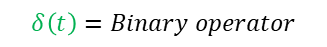 δ(t) = Binary operator